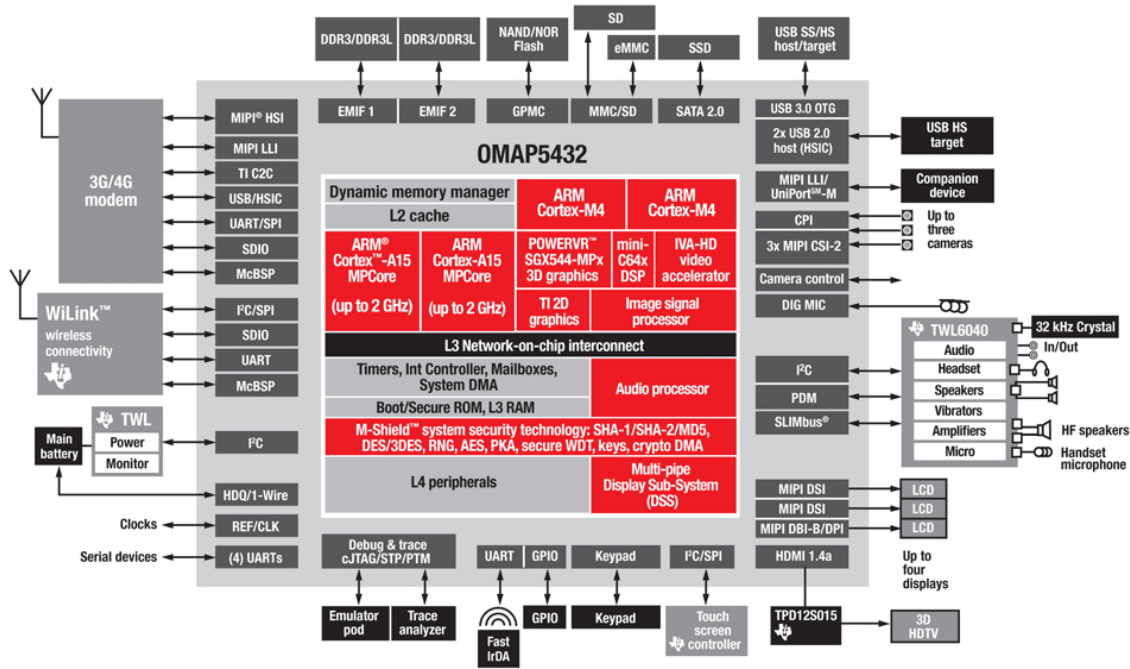 SD
DDR3/DDR3L
DDR3/DDR3L
NAND/NOR
Flash
eMMC
SSD
USB SS/HS
host/target
EMIF 1
EMIF 2
GPMC
MMC/SD
SATA 2.0
USB 3.0 OTG
2x USB 2.0
host (HSIC)
USB HS
target
MIPI LLI/
UniPort℠-M
Companion
device
CPI
3x MIPI CSI-2
Up to
three
cameras
Camera control
DIG MIC
3G/4G
modem
MIPI® HSI
MIPI LLI
TI C2C
USB/HSIC
UART/SPI
SDIO
McBSP
WiLink™
wireless
connectivity
I²C/SPI
SDIO
UART
McBSP
TWL
Power
Monitor
Main
battery
I²C
HDQ/1-Wire
Clocks
REF/CLK
Serial devices
(4) UARTs
OMAP5432
Dynamic memory manager
L2 cache
ARM
Cortex-M4
ARM
Cortex-M4
ARM®
Cortex™-A15
MPCore
(up to 2 GHz)
ARM
Cortex-A15
MPCore
(up to 2 GHz)
POWERVR™
SGX544-MPx
3D graphics
mini-
C64x
DSP
IVA-HD
video
accelerator
TI 2D
graphics
Image signal
processor
L3 Network-on-chip interconnect
Timers, Int Controller, Mailboxes,
System DMA
Boot/Secure ROM, L3 RAM
Audio processor
M-Shield™ system security technology: SHA-1/SHA-2/MD5,
DES/3DES, RNG, AES, PKA, secure WDT, keys, crypto DMA
L4 peripherals
Multi-pipe
Display Sub-System
(DSS)
I²C
PDM
SLIMbus®
TWL6040
Audio
Headset
Speakers
Vibrators
Amplifiers
Micro
32 kHz Crystal
In/Out
HF speakers
Handset
microphone
MIPI DSI
LCD
MIPI DSI
LCD
MIPI DBI-B/DPI
LCD
Up to
four
displays
HDMI 1.4a
TPD12S015
3D
HDTV
Debug & trace
cJTAG/STP/PTM
UART
GPIO
Keypad
I²C/SPI
Emulator
pod
Trace
analyzer
Fast
IrDA
GPIO
Keypad
Touch
screen
controller